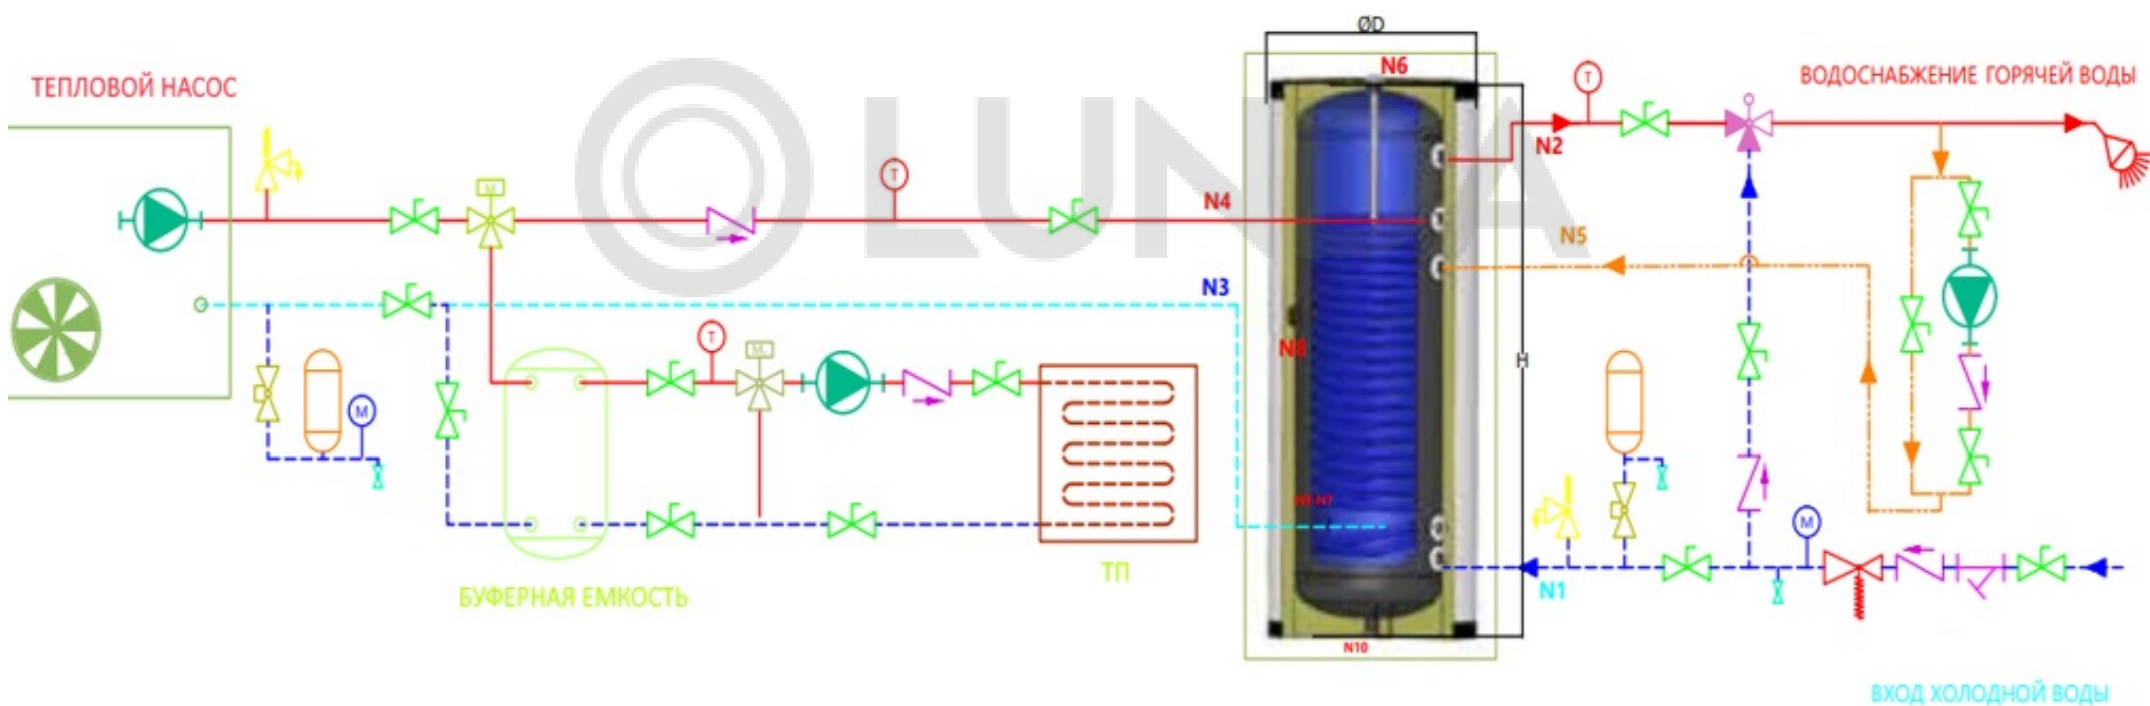 ØD
N6
ТЕПЛОВОЙ НАСОС
ВОДОСНАБЖЕНИЕ ГОРЯЧЕЙ ВОДЫ
T
N2
M
T
N4
LUNA
N5
N3
T
M
N8
H
M
M
M
ТП
N1
БУФЕРНАЯ ЕМКОСТЬ
N10
ВХОД ХОЛОДНОЙ ВОДЫ